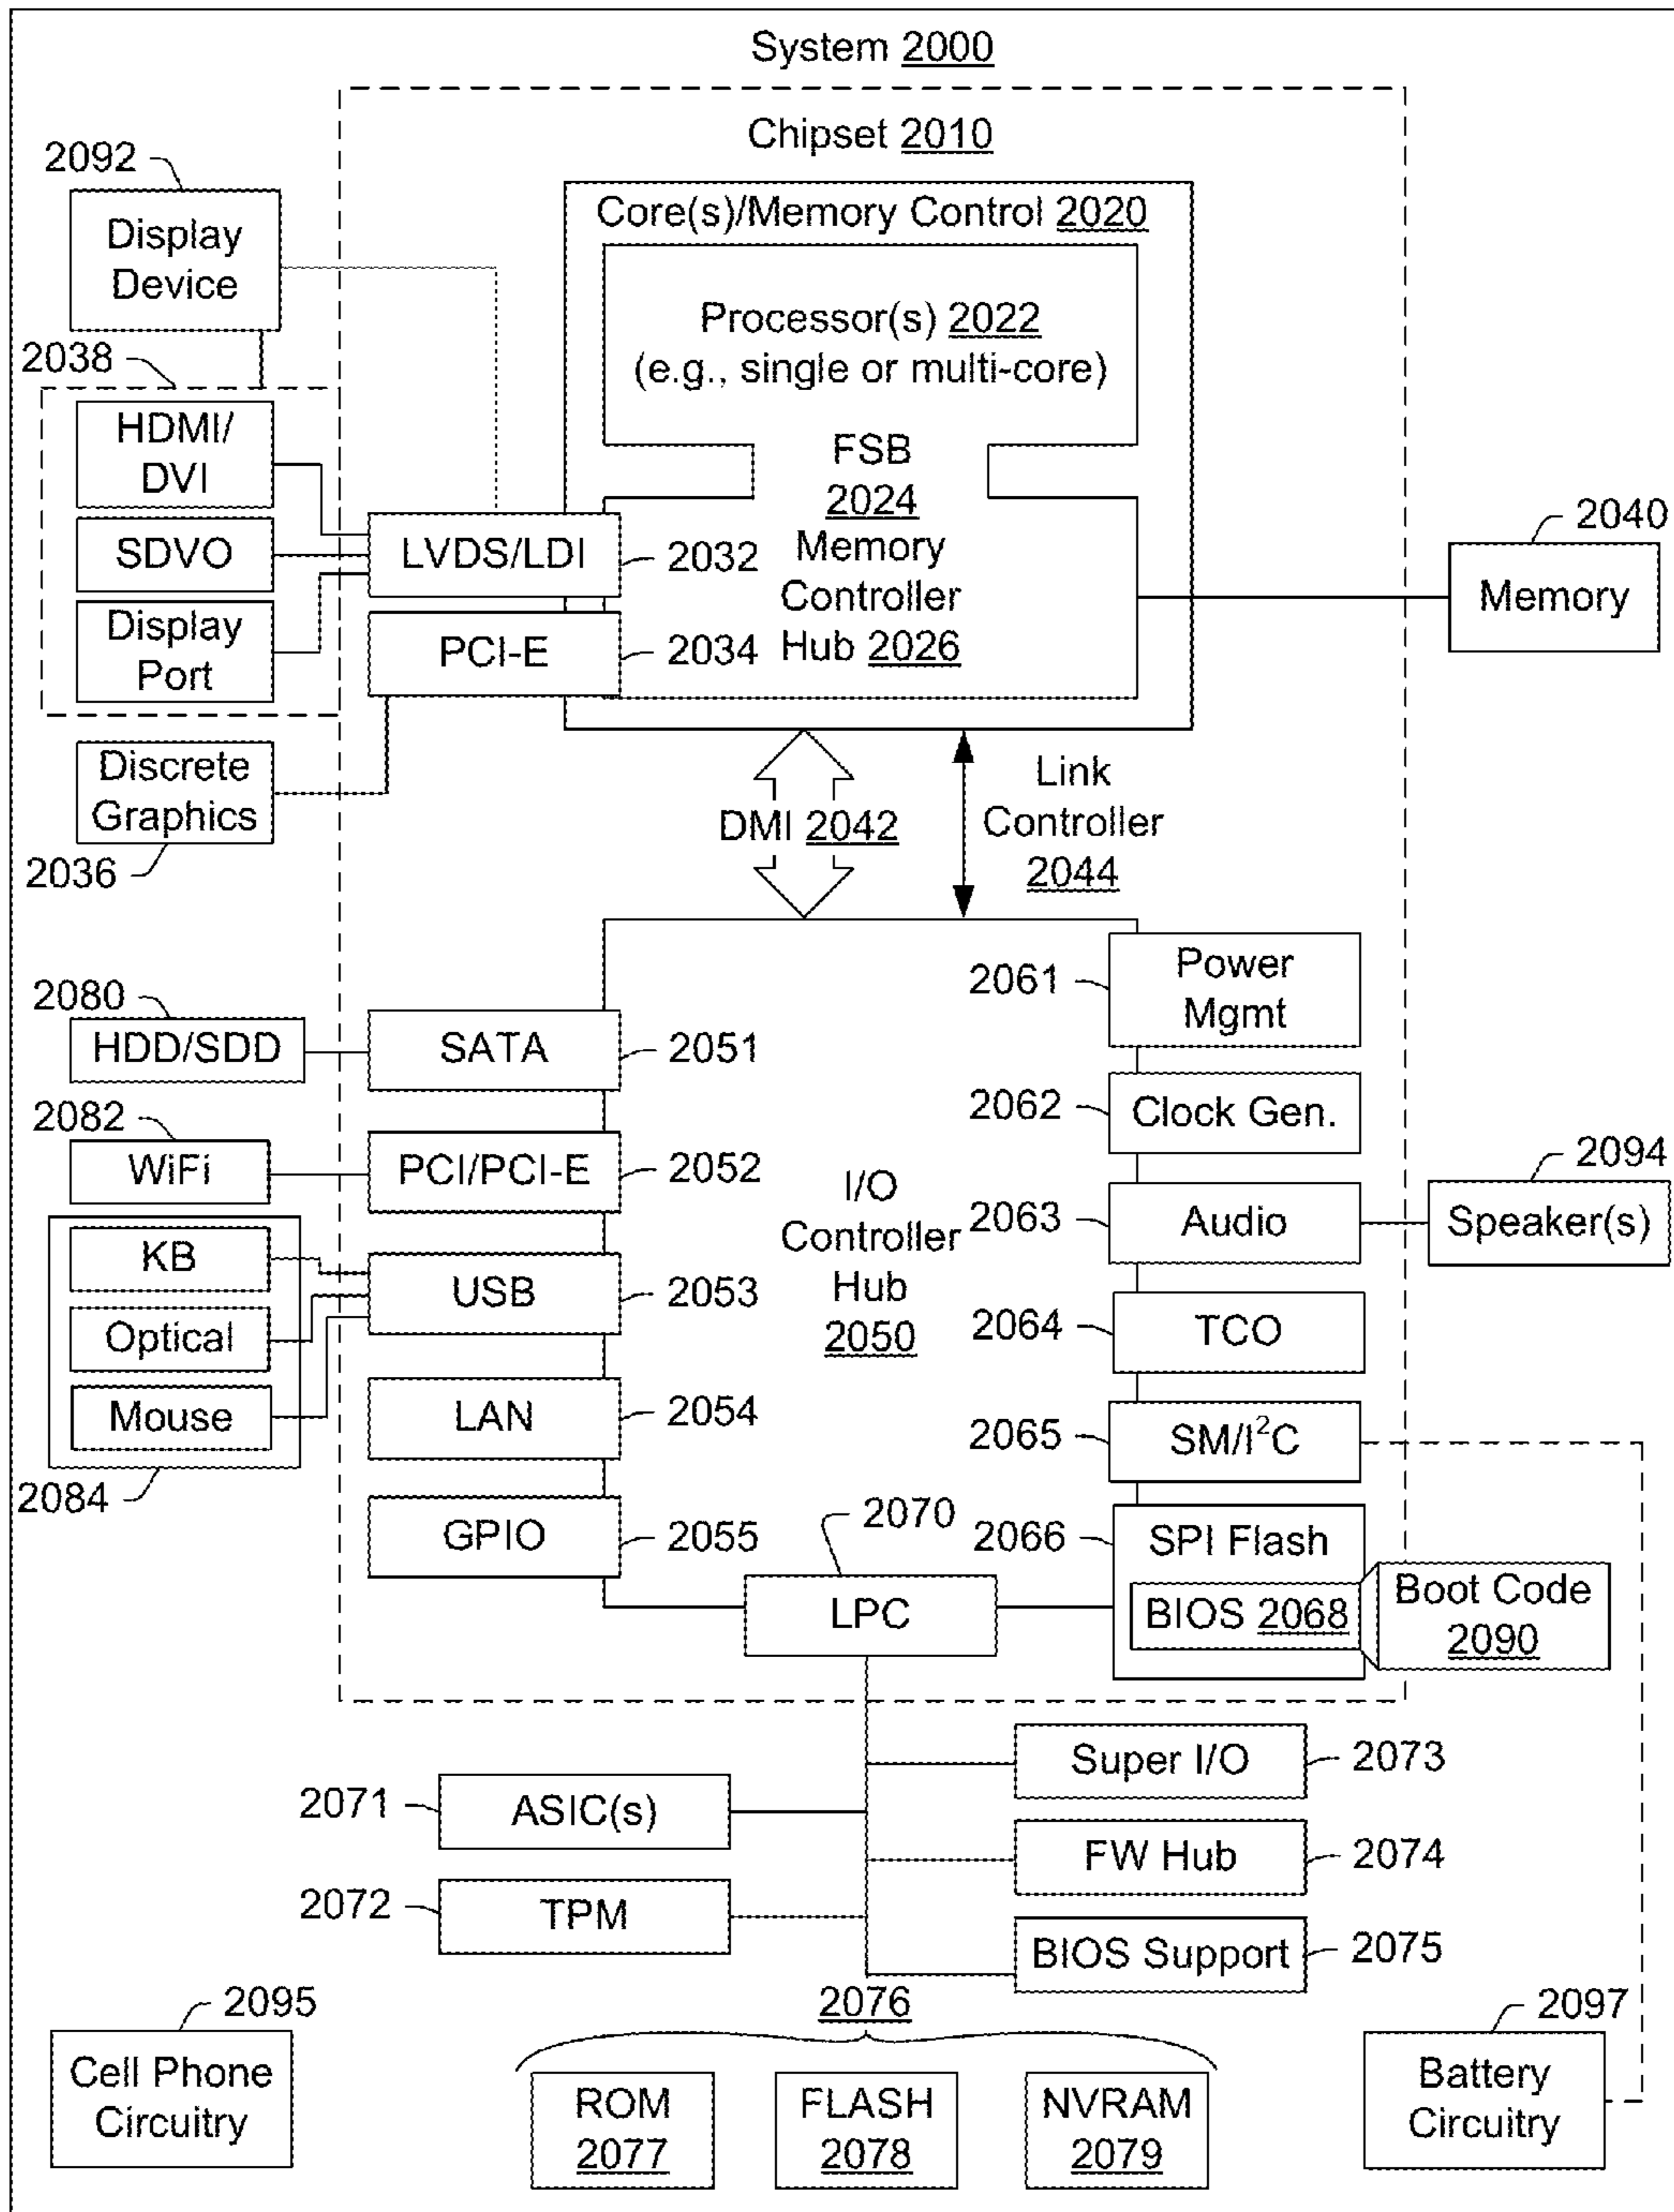 System 2000
Chipset 2010
2092
Display
Device
Core(s)/Memory Control 2020
Processor(s) 2022
(e.g., single or multi-core)
2038
HDMI/
DVI
SDVO
Display
Port
FSB
2024
LVDS/LDI
2032
PCI-E
2034
Memory
Controller
Hub 2026
2040
Memory
Discrete
Graphics
2036
DMI 2042
Link
Controller
2044
2080
HDD/SDD
SATA
2051
2082
WiFi
PCI/PCI-E
2052
KB
Optical
Mouse
2084
USB
2053
LAN
2054
GPIO
2055
I/O
Controller
Hub
2050
2061
Power
Mgmt
2062
Clock Gen.
2063
Audio
2094
Speaker(s)
2064
TCO
2065
SM/I²C
2066
SPI Flash
BIOS 2068
Boot Code
2090
2070
LPC
2071
ASIC(s)
2072
TPM
Super I/O
2073
FW Hub
2074
BIOS Support
2075
2076
ROM
2077
FLASH
2078
NVRAM
2079
2095
Cell Phone
Circuitry
2097
Battery
Circuitry